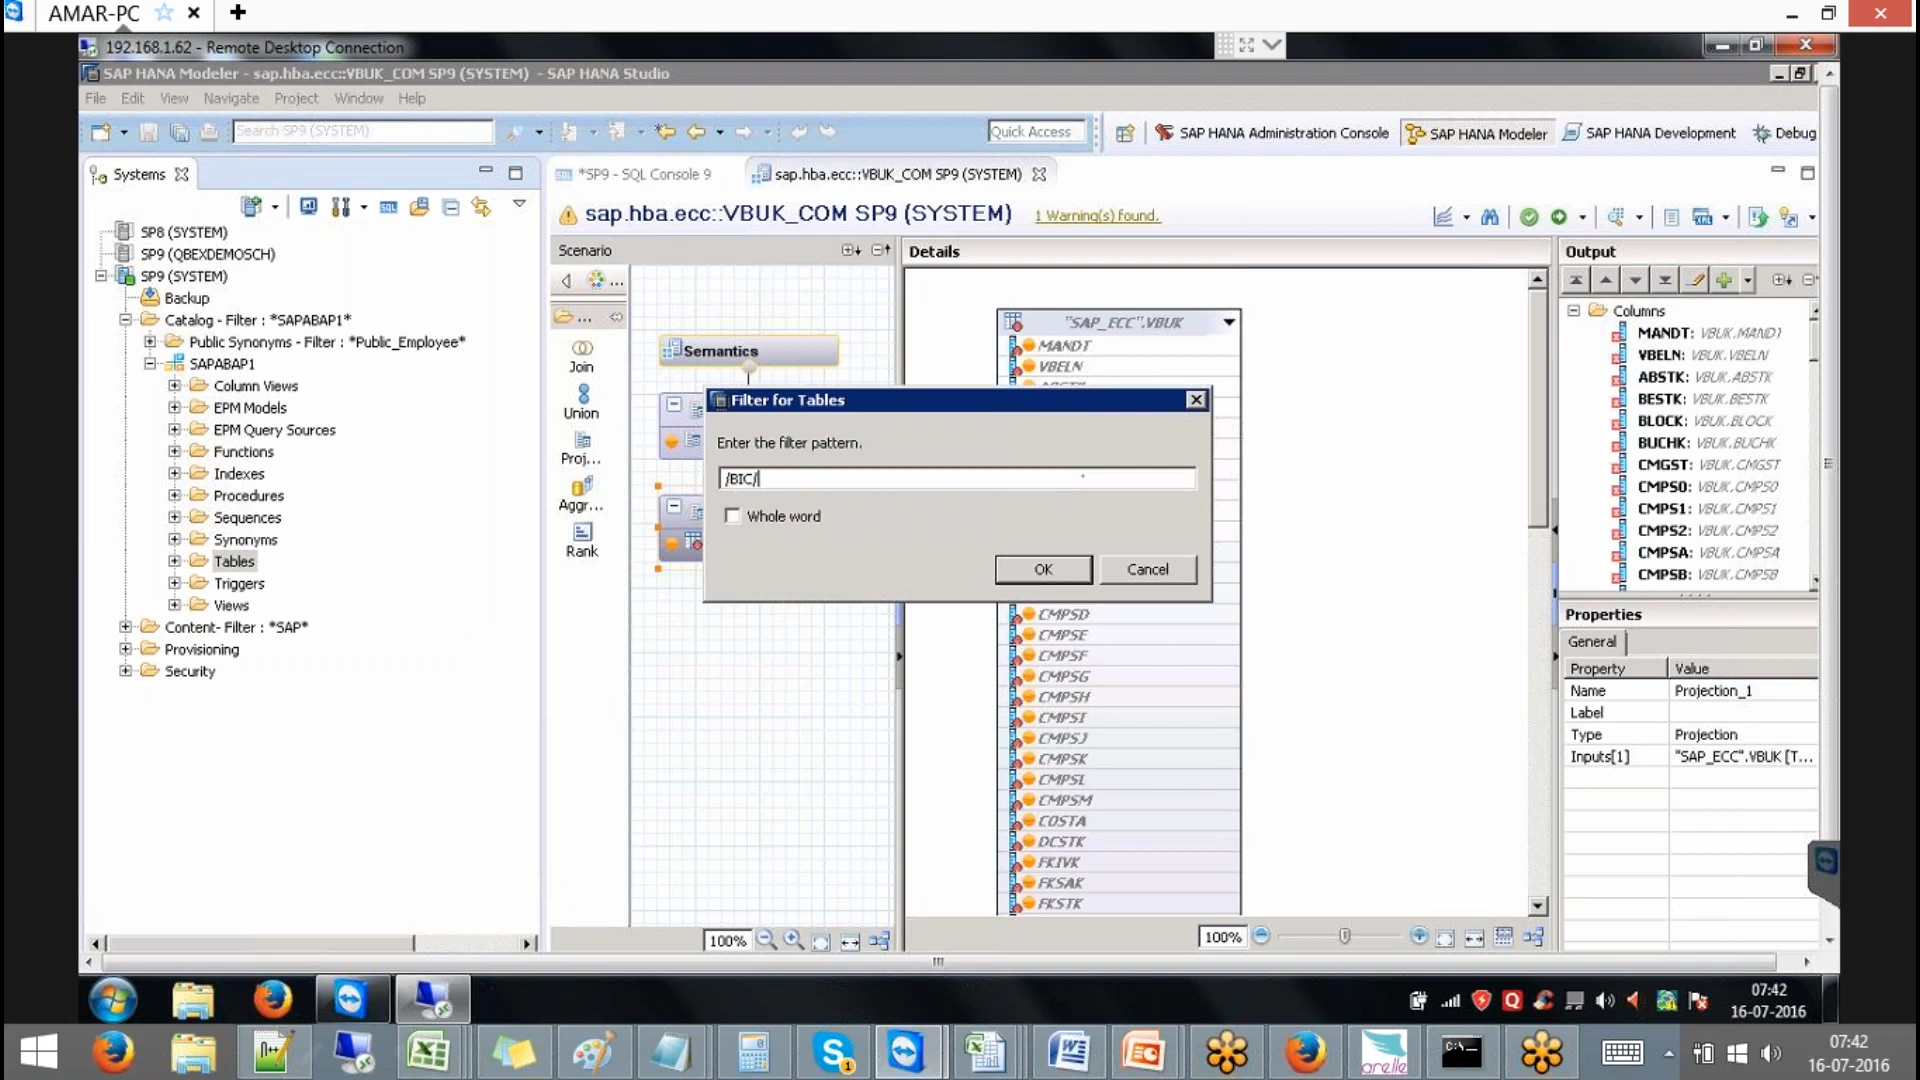 AMAR-PC
192.168.1.62 - Remote Desktop Connection
SAP HANA Modeler - sap.hba.ecc::VBUK_COM SP9 (SYSTEM) - SAP HANA Studio
File Edit View Navigate Project Window Help
Search SP9 (SYSTEM)
Quick Access
SAP HANA Administration Console
SAP HANA Modeler
SAP HANA Development
Debug
Systems
SP8 (SYSTEM)
SP9 (QBEXDEMOSCH)
SP9 (SYSTEM)
Backup
Catalog - Filter : *SAPABAP1*
Public Synonyms - Filter : *Public_Employee*
SAPABAP1
Column Views
EPM Models
EPM Query Sources
Functions
Indexes
Procedures
Sequences
Synonyms
Tables
Triggers
Views
Content- Filter : *SAP*
Provisioning
Security
*SP9 - SQL Console 9
sap.hba.ecc::VBUK_COM SP9 (SYSTEM)
sap.hba.ecc::VBUK_COM SP9 (SYSTEM)
1 Warning(s) found.
Scenario
...
...
Join
Union
Proj...
Aggr...
Rank
Semantics
100%
Details
"SAP_ECC".VBUK
MANDT
VBELN
Filter for Tables
Enter the filter pattern.
/BIC/
Whole word
OK
Cancel
CMPSD
CMPSE
CMPSF
CMPSG
CMPSH
CMPSI
CMPSJ
CMPSK
CMPSL
CMPSM
COSTA
DCSTK
FKIVK
FKSAK
FKSTK
100%
Output
Columns
MANDT: VBUK.MANDT
VBELN: VBUK.VBELN
ABSTK: VBUK.ABSTK
BESTK: VBUK.BESTK
BLOCK: VBUK.BLOCK
BUCHK: VBUK.BUCHK
CMGST: VBUK.CMGST
CMPS0: VBUK.CMPS0
CMPS1: VBUK.CMPS1
CMPS2: VBUK.CMPS2
CMPSA: VBUK.CMPSA
CMPSB: VBUK.CMPSB
Properties
General
Property Value
Name Projection_1
Label
Type Projection
Inputs[1] "SAP_ECC".VBUK [T...
07:42
16-07-2016
07:42
16-07-2016